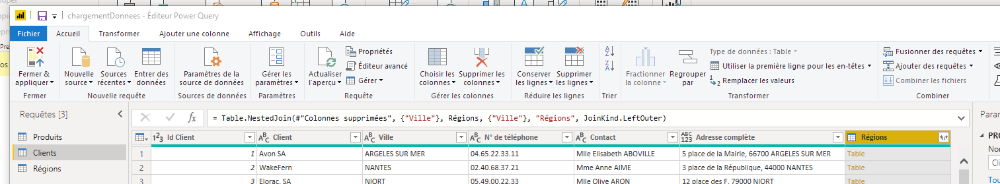 chargementDonnees - Éditeur Power Query
Fichier Accueil Transformer Ajouter une colonne Affichage Outils Aide
Fermer & appliquer
Nouvelle source
Sources récentes
Entrer des données
Paramètres de la source de données
Gérer les paramètres
Actualiser l'aperçu
Propriétés
Éditeur avancé
Gérer
Choisir les colonnes
Supprimer les colonnes
Conserver les lignes
Supprimer les lignes
Fractionner la colonne
Regrouper par
Type de données : Table
Utiliser la première ligne pour les en-têtes
Remplacer les valeurs
Fusionner des requêtes
Ajouter des requêtes
Combiner les fichiers
Fermer Nouvelle requête Sources de données Paramètres Requête Gérer les colonnes Réduire les lignes Trier Transformer Combiner
Requêtes [3]
Produits
Clients
Régions
= Table.NestedJoin(#"Colonnes supprimées", {"Ville"}, Régions, {"Ville"}, "Régions", JoinKind.LeftOuter)
Id Client Client Ville N° de téléphone Contact Adresse complète Régions
1 1 Avon SA ARGELES SUR MER 04.65.22.33.11 Mlle Elisabeth ABOVILLE 5 place de la Mairie, 66700 ARGELES SUR MER Table
2 2 WakeFern NANTES 02.40.68.37.21 Mme Anne AIME 3 place de la République, 44000 NANTES Table
3 3 Elorac, SA NIORT 05.49.00.22.33 Mlle Olive ARON 12 place des F, 79000 NIORT Table
Para
PRO
No
Cli
Tou